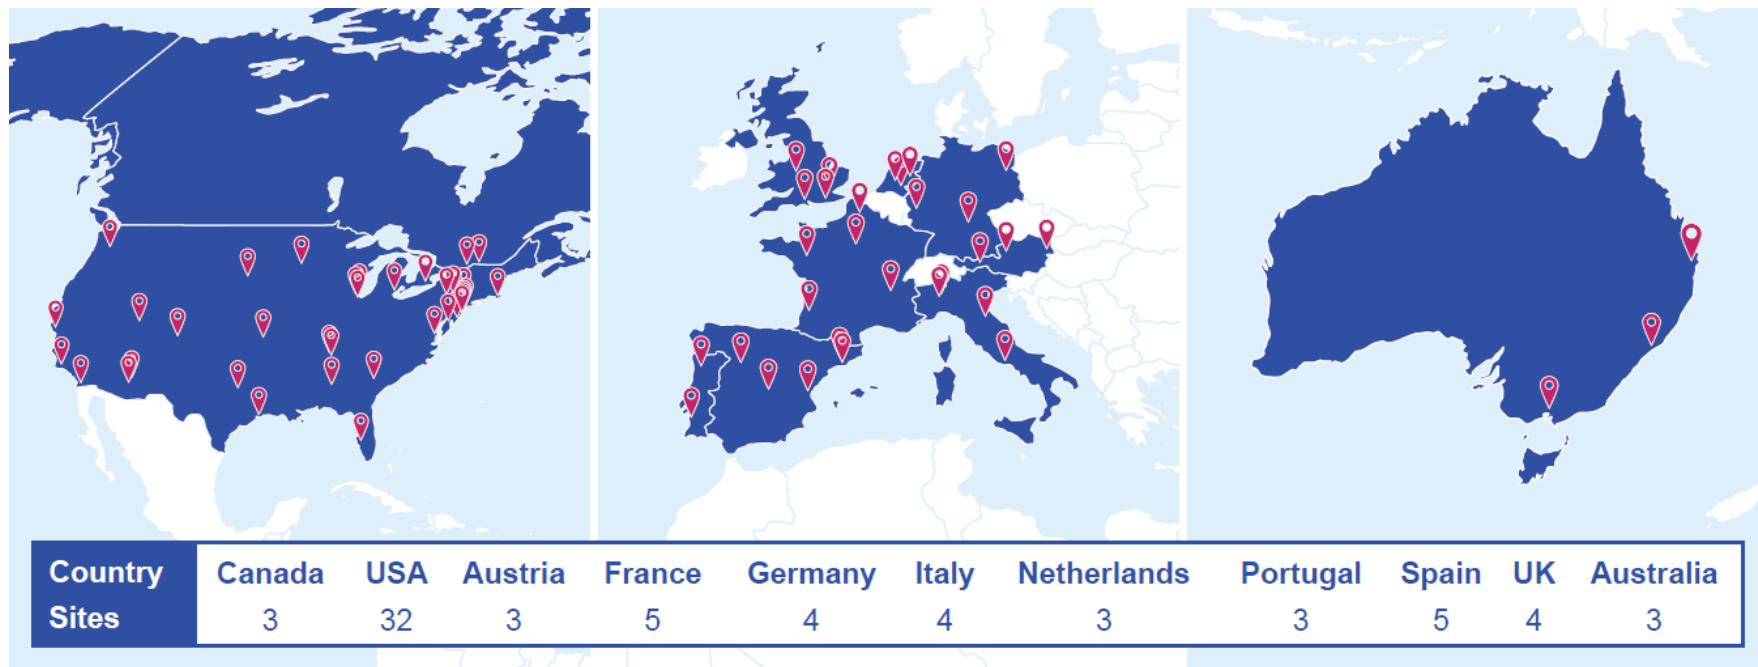 Country Canada USA Austria France Germany Italy Netherlands Portugal Spain UK Australia
Sites 3 32 3 5 4 4 3 3 5 4 3